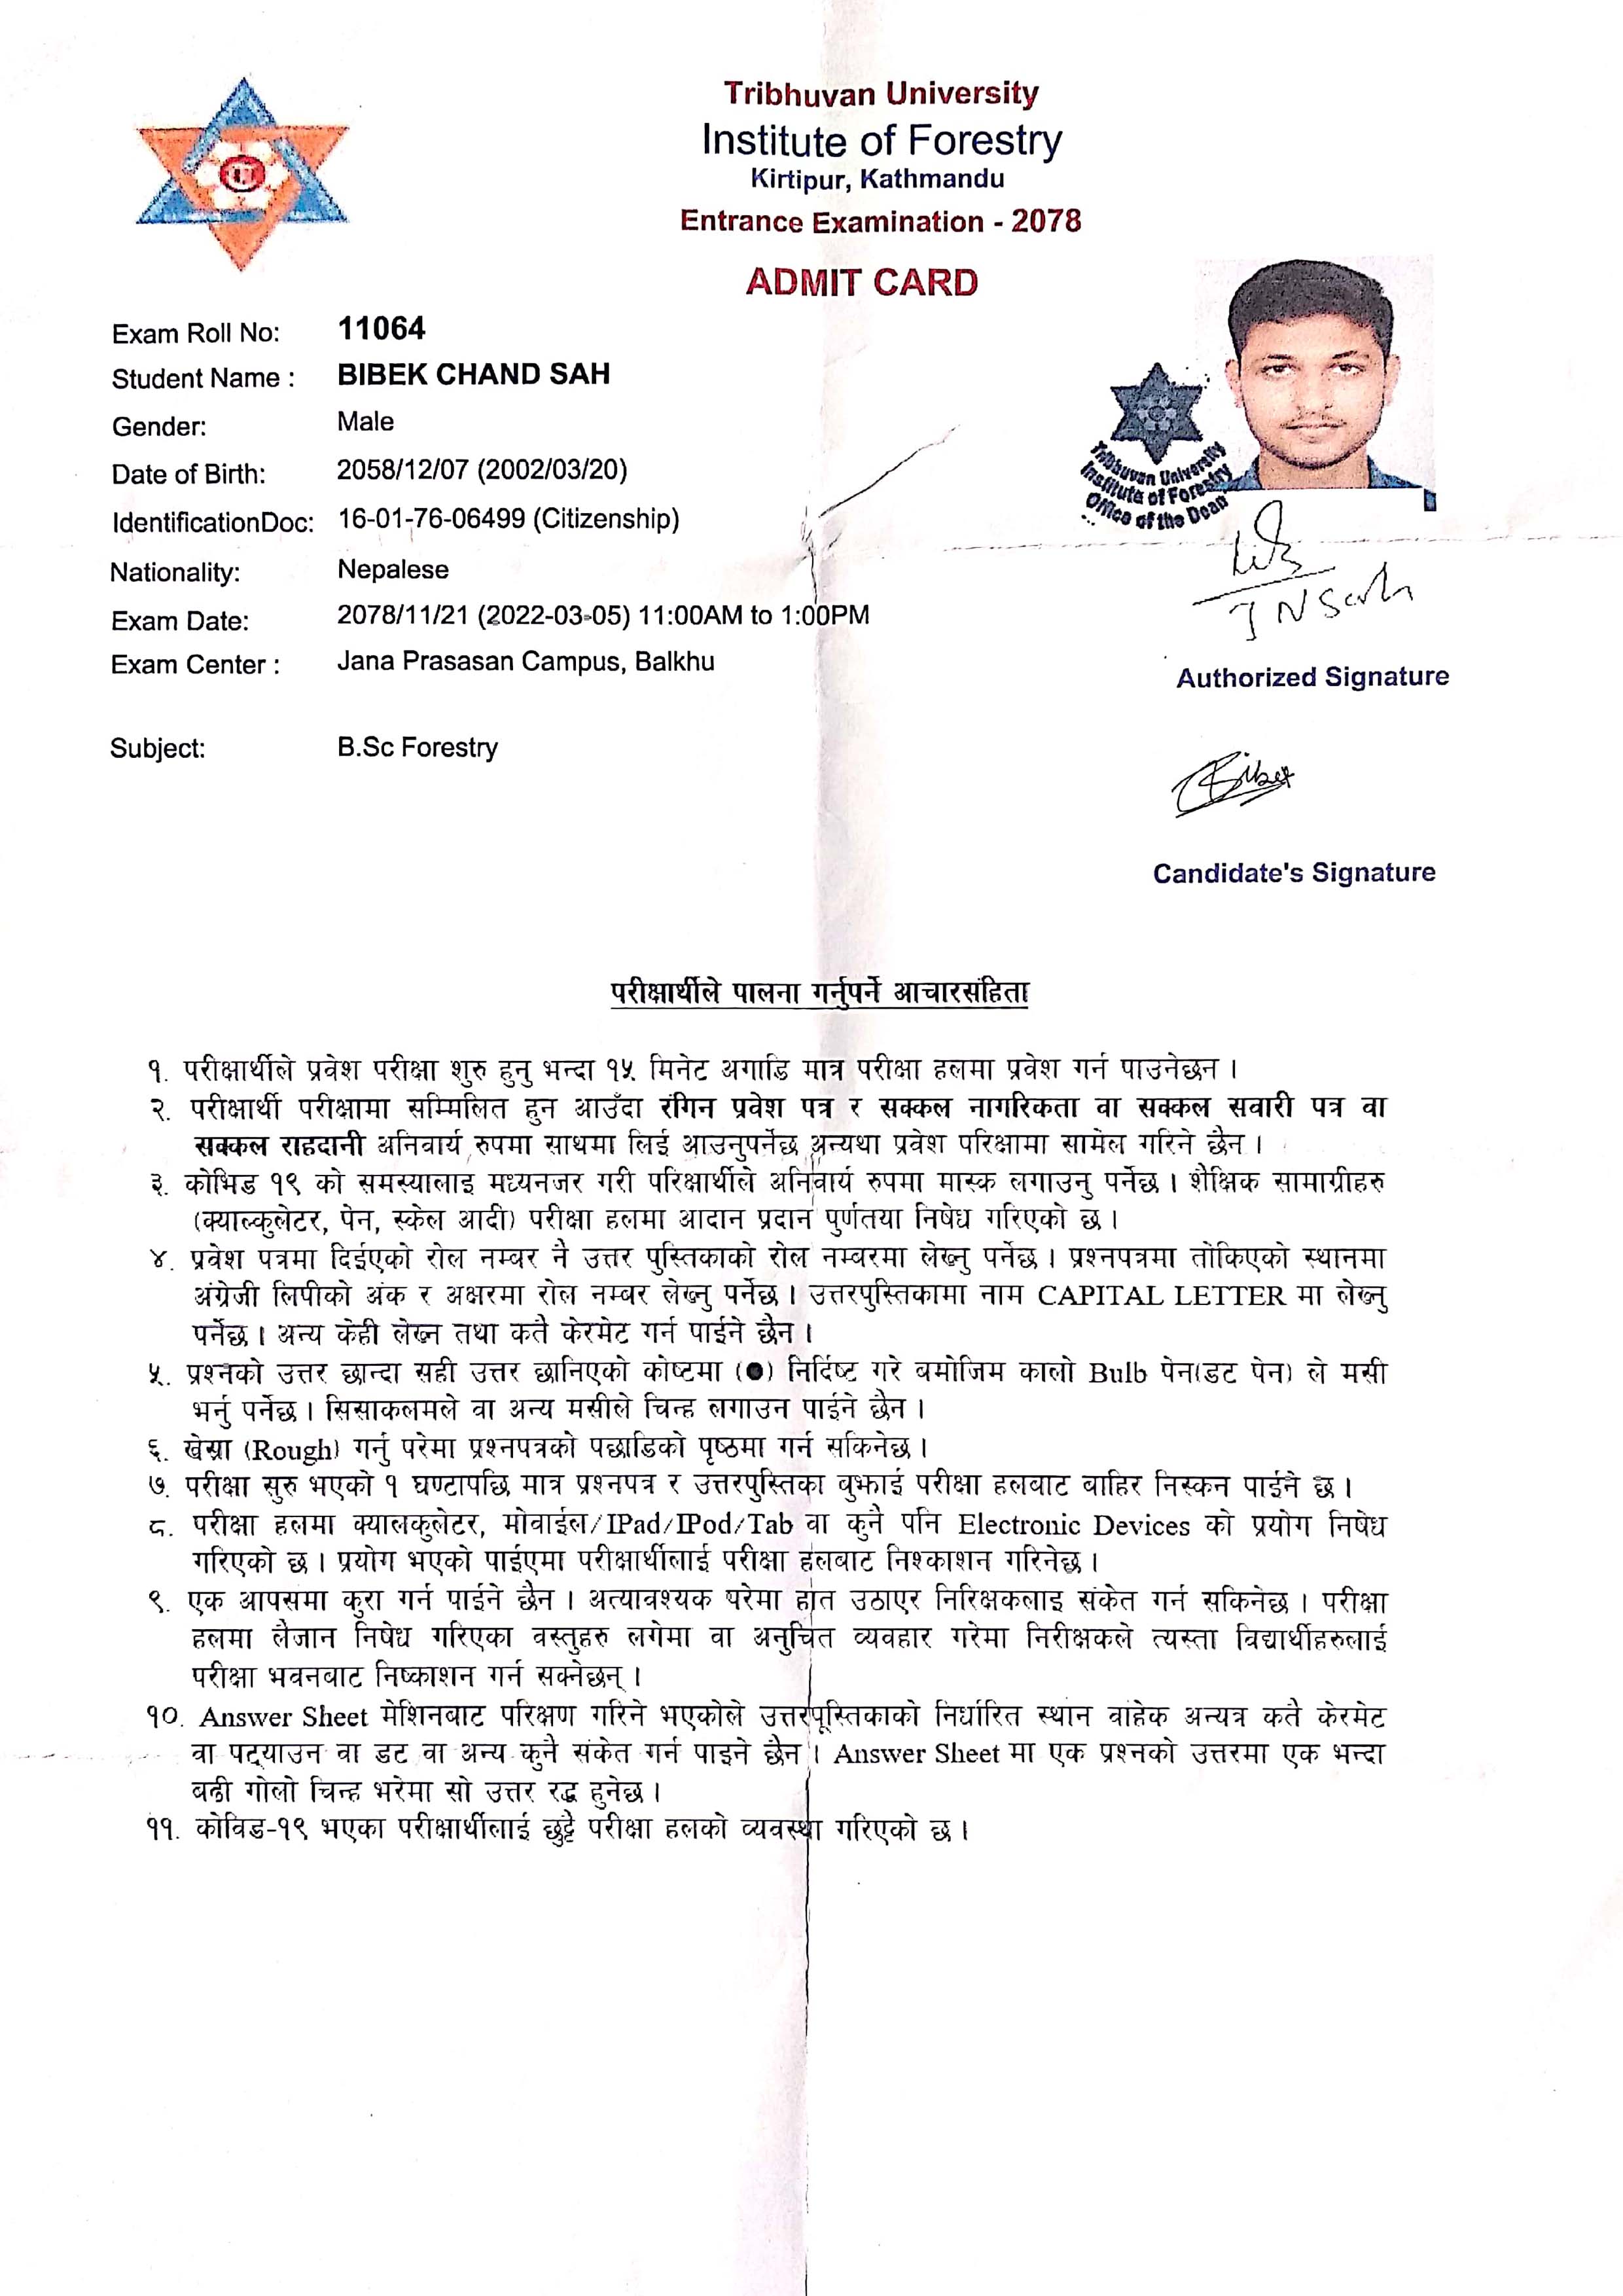 Tribhuvan University
Institute of Forestry
Kirtipur, Kathmandu
Entrance Examination - 2078
ADMIT CARD
Exam Roll No: 11064
Student Name : BIBEK CHAND SAH
Gender: Male
Date of Birth: 2058/12/07 (2002/03/20)
IdentificationDoc: 16-01-76-06499 (Citizenship)
Nationality: Nepalese
Exam Date: 2078/11/21 (2022-03-05) 11:00AM to 1:00PM
Exam Center : Jana Prasasan Campus, Balkhu
Subject: B.Sc Forestry
Tribhuvan University
Institute of Forestry
Office of the Dean
T N Sah
Authorized Signature
Bibek
Candidate's Signature
परीक्षार्थीले पालना गर्नुपर्ने आचारसंहिता
१. परीक्षार्थीले प्रवेश परीक्षा शुरु हुनु भन्दा १५ मिनेट अगाडि मात्र परीक्षा हलमा प्रवेश गर्न पाउनेछन ।
२. परीक्षार्थी परीक्षामा सम्मिलित हुन आउँदा रंगिन प्रवेश पत्र र सक्कल नागरिकता वा सक्कल सवारी पत्र वा
सक्कल राहदानी अनिवार्य रुपमा साथमा लिई आउनुपर्नेछ अन्यथा प्रवेश परिक्षामा सामेल गरिने छैन ।
३. कोभिड १९ को समस्यालाइ मध्यनजर गरी परिक्षार्थीले अनिवार्य रुपमा मास्क लगाउनु पर्नेछ । शैक्षिक सामाग्रीहरु
(क्याल्कुलेटर, पेन, स्केल आदी) परीक्षा हलमा आदान प्रदान पुर्णतया निषेध गरिएको छ ।
४. प्रवेश पत्रमा दिईएको रोल नम्बर नै उत्तर पुस्तिकाको रोल नम्बरमा लेख्नु पर्नेछ । प्रश्नपत्रमा तोकिएको स्थानमा
अंग्रेजी लिपीको अंक र अक्षरमा रोल नम्बर लेख्नु पर्नेछ । उत्तरपुस्तिकामा नाम CAPITAL LETTER मा लेख्नु
पर्नेछ । अन्य केही लेख्न तथा कतै केरमेट गर्न पाईने छैन ।
५. प्रश्नको उत्तर छान्दा सही उत्तर छानिएको कोष्टमा (●) निर्दिष्ट गरे बमोजिम कालो Bulb पेन(डट पेन) ले मसी
भर्नु पर्नेछ । सिसाकलमले वा अन्य मसीले चिन्ह लगाउन पाईने छैन ।
६. खेस्रा (Rough) गर्नु परेमा प्रश्नपत्रको पछाडिको पृष्ठमा गर्न सकिनेछ ।
७. परीक्षा सुरु भएको १ घण्टापछि मात्र प्रश्नपत्र र उत्तरपुस्तिका बुझाई परीक्षा हलबाट बाहिर निस्कन पाईने छ ।
८. परीक्षा हलमा क्यालकुलेटर, मोवाईल/IPad/IPod/Tab वा कुनै पनि Electronic Devices को प्रयोग निषेध
गरिएको छ । प्रयोग भएको पाईएमा परीक्षार्थीलाई परीक्षा हलबाट निश्काशन गरिनेछ ।
९. एक आपसमा कुरा गर्न पाईने छैन । अत्यावश्यक परेमा हात उठाएर निरिक्षकलाइ संकेत गर्न सकिनेछ । परीक्षा
हलमा लैजान निषेध गरिएका वस्तुहरु लगेमा वा अनुचित व्यवहार गरेमा निरीक्षकले त्यस्ता विद्यार्थीहरुलाई
परीक्षा भवनबाट निष्काशन गर्न सक्नेछन् ।
१०. Answer Sheet मेशिनबाट परिक्षण गरिने भएकोले उत्तरपूस्तिकाको निर्धारित स्थान वाहेक अन्यत्र कतै केरमेट
वा पट्याउन वा डट वा अन्य कुनै संकेत गर्न पाइने छैन । Answer Sheet मा एक प्रश्नको उत्तरमा एक भन्दा
बढी गोलो चिन्ह भरेमा सो उत्तर रद्ध हुनेछ ।
११. कोविड-१९ भएका परीक्षार्थीलाई छुट्टै परीक्षा हलको व्यवस्था गरिएको छ ।